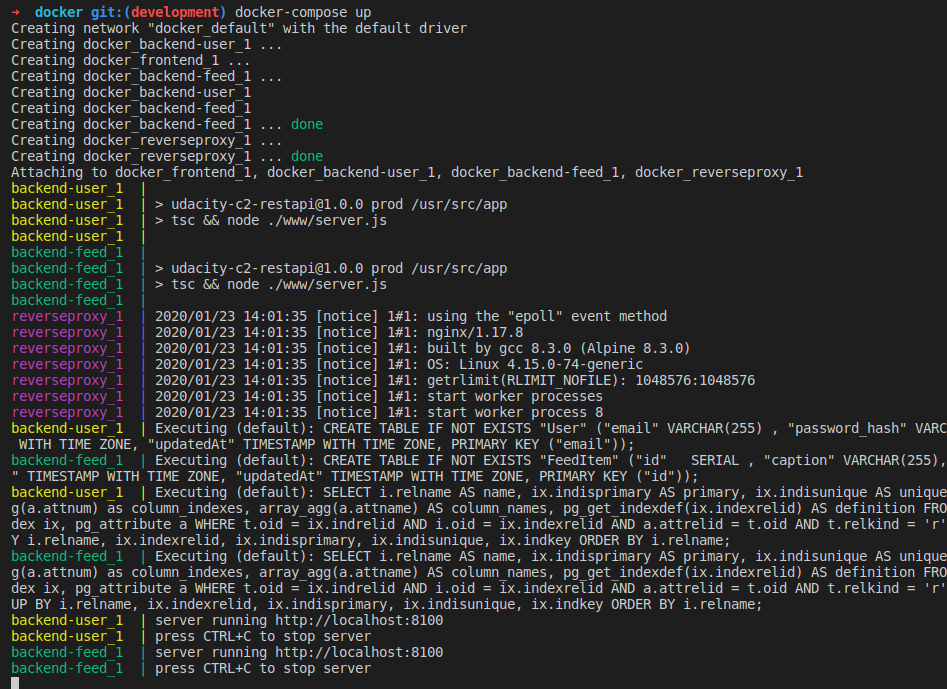 ➜  docker git:(development) docker-compose up
Creating network "docker_default" with the default driver
Creating docker_backend-user_1 ...
Creating docker_frontend_1 ...
Creating docker_backend-feed_1 ...
Creating docker_backend-user_1
Creating docker_backend-feed_1
Creating docker_backend-feed_1 ... done
Creating docker_reverseproxy_1 ...
Creating docker_reverseproxy_1 ... done
Attaching to docker_frontend_1, docker_backend-user_1, docker_backend-feed_1, docker_reverseproxy_1
backend-user_1  |
backend-user_1  | > udacity-c2-restapi@1.0.0 prod /usr/src/app
backend-user_1  | > tsc && node ./www/server.js
backend-user_1  |
backend-feed_1  |
backend-feed_1  | > udacity-c2-restapi@1.0.0 prod /usr/src/app
backend-feed_1  | > tsc && node ./www/server.js
backend-feed_1  |
reverseproxy_1  | 2020/01/23 14:01:35 [notice] 1#1: using the "epoll" event method
reverseproxy_1  | 2020/01/23 14:01:35 [notice] 1#1: nginx/1.17.8
reverseproxy_1  | 2020/01/23 14:01:35 [notice] 1#1: built by gcc 8.3.0 (Alpine 8.3.0)
reverseproxy_1  | 2020/01/23 14:01:35 [notice] 1#1: OS: Linux 4.15.0-74-generic
reverseproxy_1  | 2020/01/23 14:01:35 [notice] 1#1: getrlimit(RLIMIT_NOFILE): 1048576:1048576
reverseproxy_1  | 2020/01/23 14:01:35 [notice] 1#1: start worker processes
reverseproxy_1  | 2020/01/23 14:01:35 [notice] 1#1: start worker process 8
backend-user_1  | Executing (default): CREATE TABLE IF NOT EXISTS "User" ("email" VARCHAR(255) , "password_hash" VARC
 WITH TIME ZONE, "updatedAt" TIMESTAMP WITH TIME ZONE, PRIMARY KEY ("email"));
backend-feed_1  | Executing (default): CREATE TABLE IF NOT EXISTS "FeedItem" ("id"   SERIAL , "caption" VARCHAR(255),
" TIMESTAMP WITH TIME ZONE, "updatedAt" TIMESTAMP WITH TIME ZONE, PRIMARY KEY ("id"));
backend-user_1  | Executing (default): SELECT i.relname AS name, ix.indisprimary AS primary, ix.indisunique AS unique
g(a.attnum) as column_indexes, array_agg(a.attname) AS column_names, pg_get_indexdef(ix.indexrelid) AS definition FRO
dex ix, pg_attribute a WHERE t.oid = ix.indrelid AND i.oid = ix.indexrelid AND a.attrelid = t.oid AND t.relkind = 'r'
Y i.relname, ix.indexrelid, ix.indisprimary, ix.indisunique, ix.indkey ORDER BY i.relname;
backend-feed_1  | Executing (default): SELECT i.relname AS name, ix.indisprimary AS primary, ix.indisunique AS unique
g(a.attnum) as column_indexes, array_agg(a.attname) AS column_names, pg_get_indexdef(ix.indexrelid) AS definition FRO
dex ix, pg_attribute a WHERE t.oid = ix.indrelid AND i.oid = ix.indexrelid AND a.attrelid = t.oid AND t.relkind = 'r'
UP BY i.relname, ix.indexrelid, ix.indisprimary, ix.indisunique, ix.indkey ORDER BY i.relname;
backend-user_1  | server running http://localhost:8100
backend-user_1  | press CTRL+C to stop server
backend-feed_1  | server running http://localhost:8100
backend-feed_1  | press CTRL+C to stop server